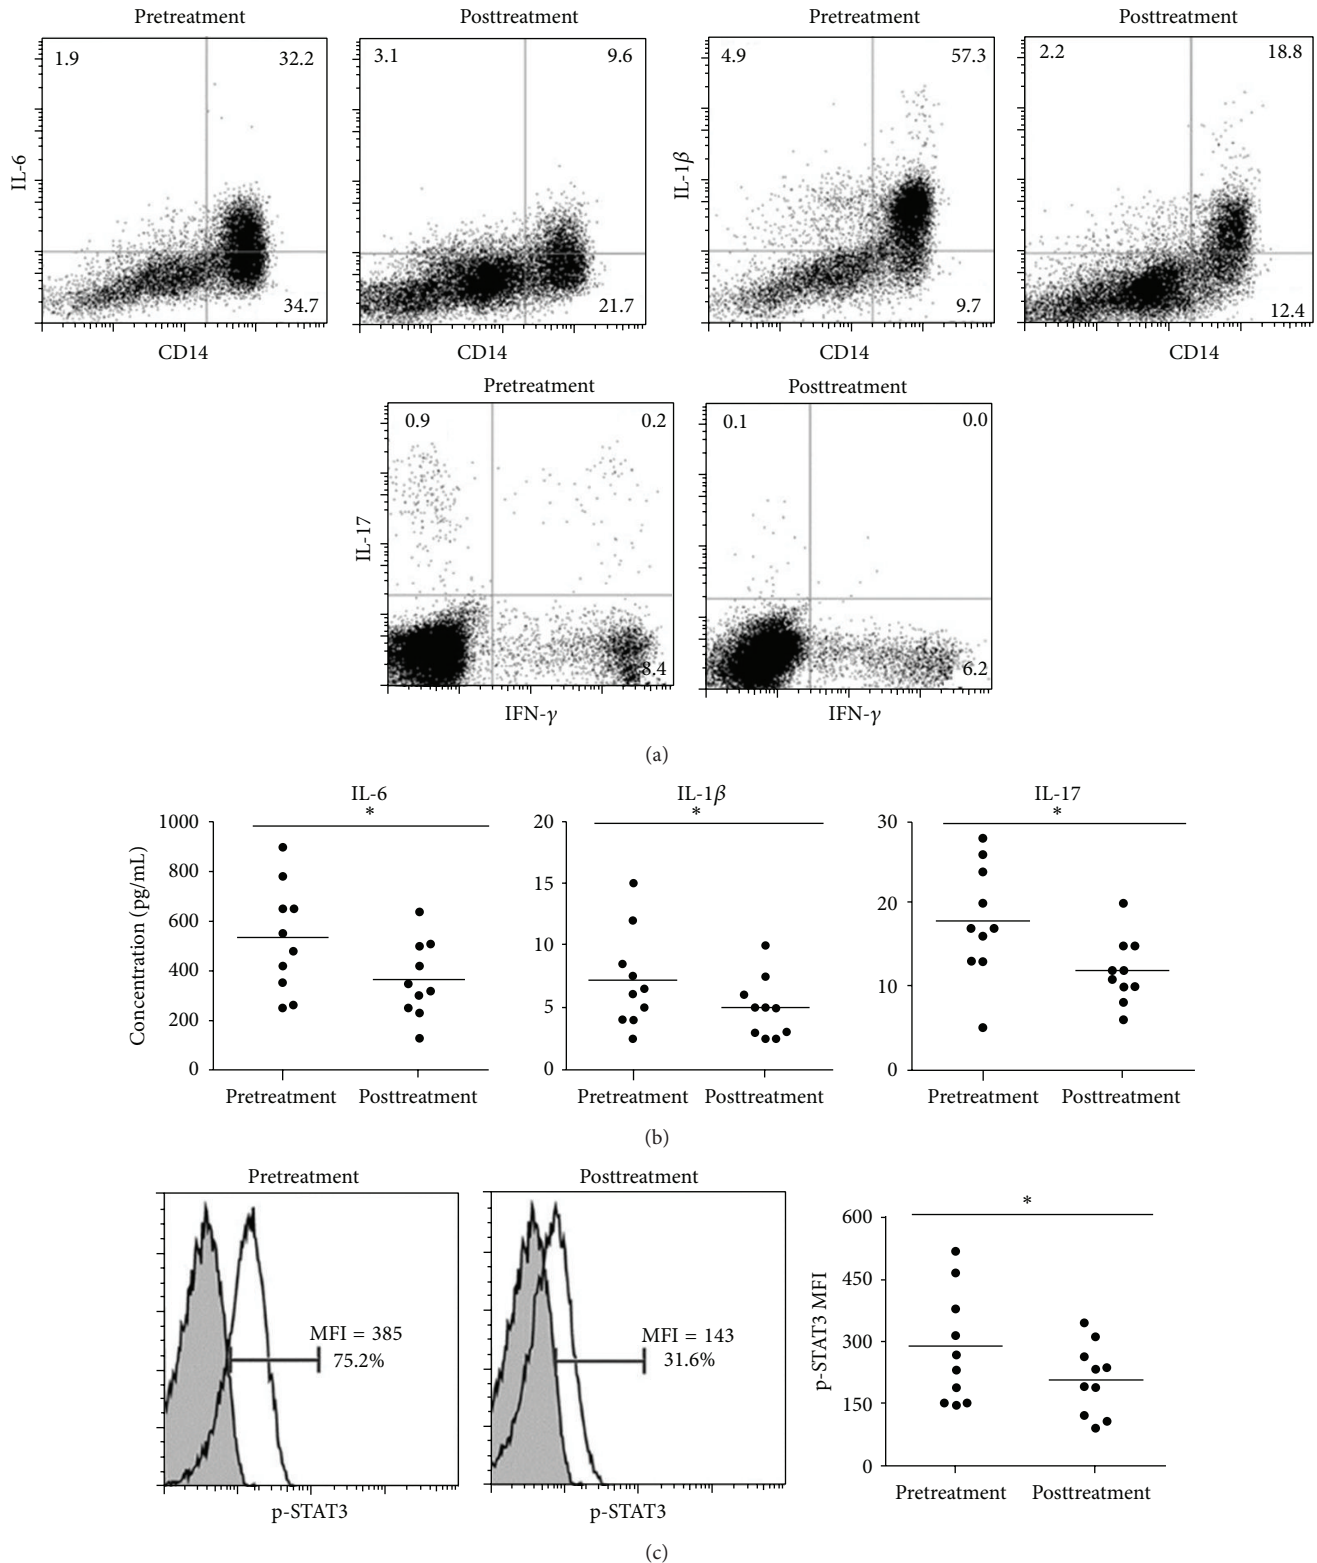 Pretreatment Posttreatment Pretreatment Posttreatment
1.9 32.2 3.1 9.6 4.9 57.3 2.2 18.8
IL-6 IL-1β
34.7 21.7 9.7 12.4
CD14 CD14 CD14 CD14
Pretreatment Posttreatment
0.9 0.2 0.1 0.0
IL-17
8.4 6.2
IFN-γ IFN-γ
(a)
IL-6 IL-1β IL-17
* * *
Concentration (pg/mL)
1000 20 30
800
15
600 20
10
400
10
5
200
0 0 0
Pretreatment Posttreatment Pretreatment Posttreatment Pretreatment Posttreatment
(b)
Pretreatment Posttreatment
*
p-STAT3 MFI
600
450
MFI = 385 MFI = 143
300
75.2% 31.6%
150
0
Pretreatment Posttreatment
p-STAT3 p-STAT3
(c)